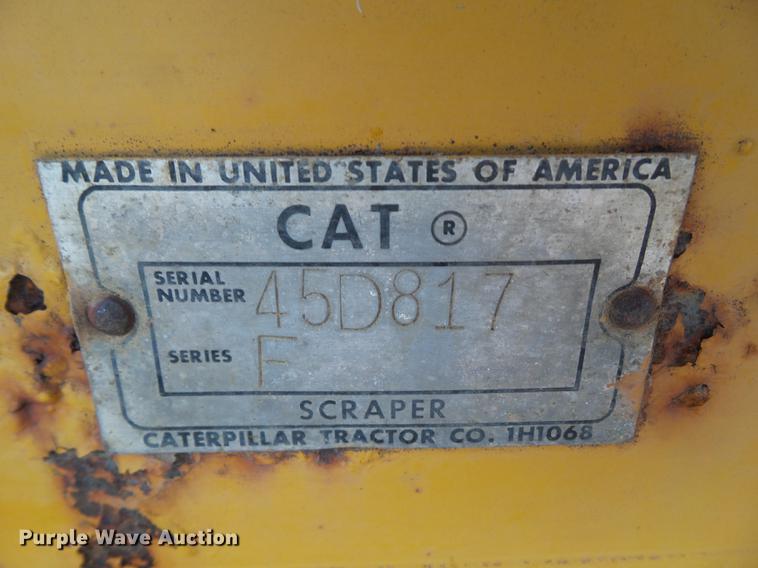 MADE IN UNITED STATES OF AMERICA
CAT ®
SERIAL NUMBER 45D817
SERIES F
SCRAPER
CATERPILLAR TRACTOR CO. 1H1068
Purple Wave Auction